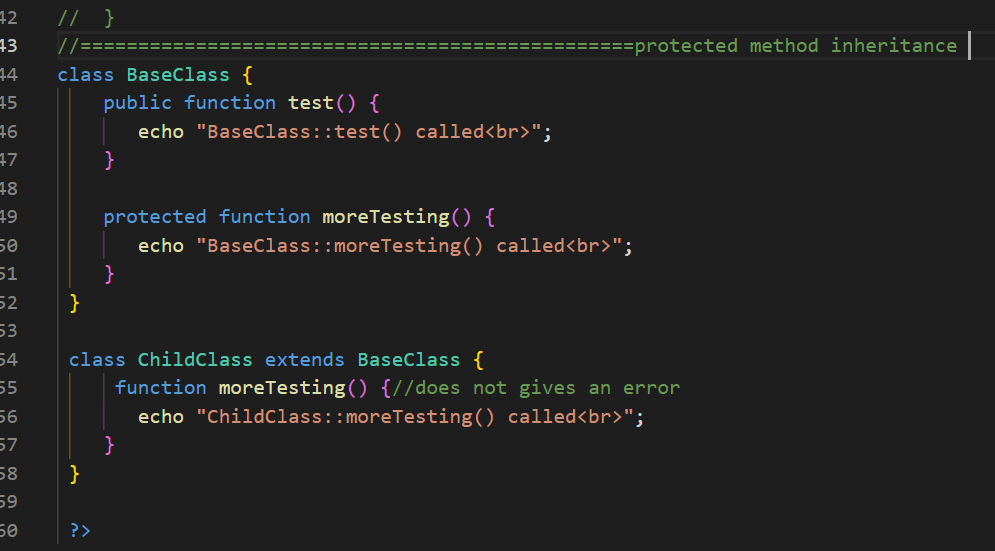 42 // }
43 //================================================protected method inheritance
44 class BaseClass {
45 public function test() {
46 echo "BaseClass::test() called<br>";
47 }
48
49 protected function moreTesting() {
50 echo "BaseClass::moreTesting() called<br>";
51 }
52 }
53
54 class ChildClass extends BaseClass {
55 function moreTesting() {//does not gives an error
56 echo "ChildClass::moreTesting() called<br>";
57 }
58 }
59
60 ?>